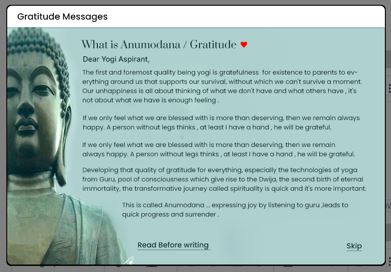 Gratitude Messages
What is Anumodana / Gratitude
Dear Yogi Aspirant,
The first and foremost quality being yogi is gratefulness for existence to parents to ev-
erything around us that supports our survival, without which we can't survive a moment.
Our unhappiness is all about thinking of what we don't have and what others have , it's
not about what we have is enough feeling .
If.we only feel what we are blessed with is more than deserving, then we remain always
happy. A person without legs thinks , at least I have a hand , he will be grateful.
If we only feel what we are blessed with is more than deserving, then we remain
always happy. A person without legs thinks , at least I have a hand , he will be grateful.
Developing that quality of gratitude for everything, especially the technologies of yoga
from Guru, pool of consciousness which give rise to the Dwija, the second birth of eternal
immortality, the transformative journey called spirituality is quick and it's more important.
This is called Anumodana ... expressing joy by listening to guru ,leads to
quick progress and surrender .
Read Before writing
Skip